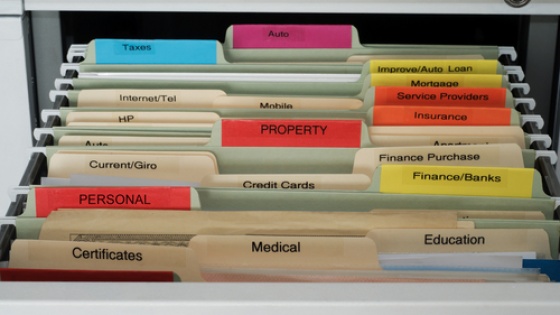 Auto
Taxes
Improve/Auto Loan
Mortgage
Internet/Tel
Service Providers
Mobile
HP
Insurance
PROPERTY
Auto
Finance Purchase
Current/Giro
Finance/Banks
Credit Cards
PERSONAL
Education
Medical
Certificates